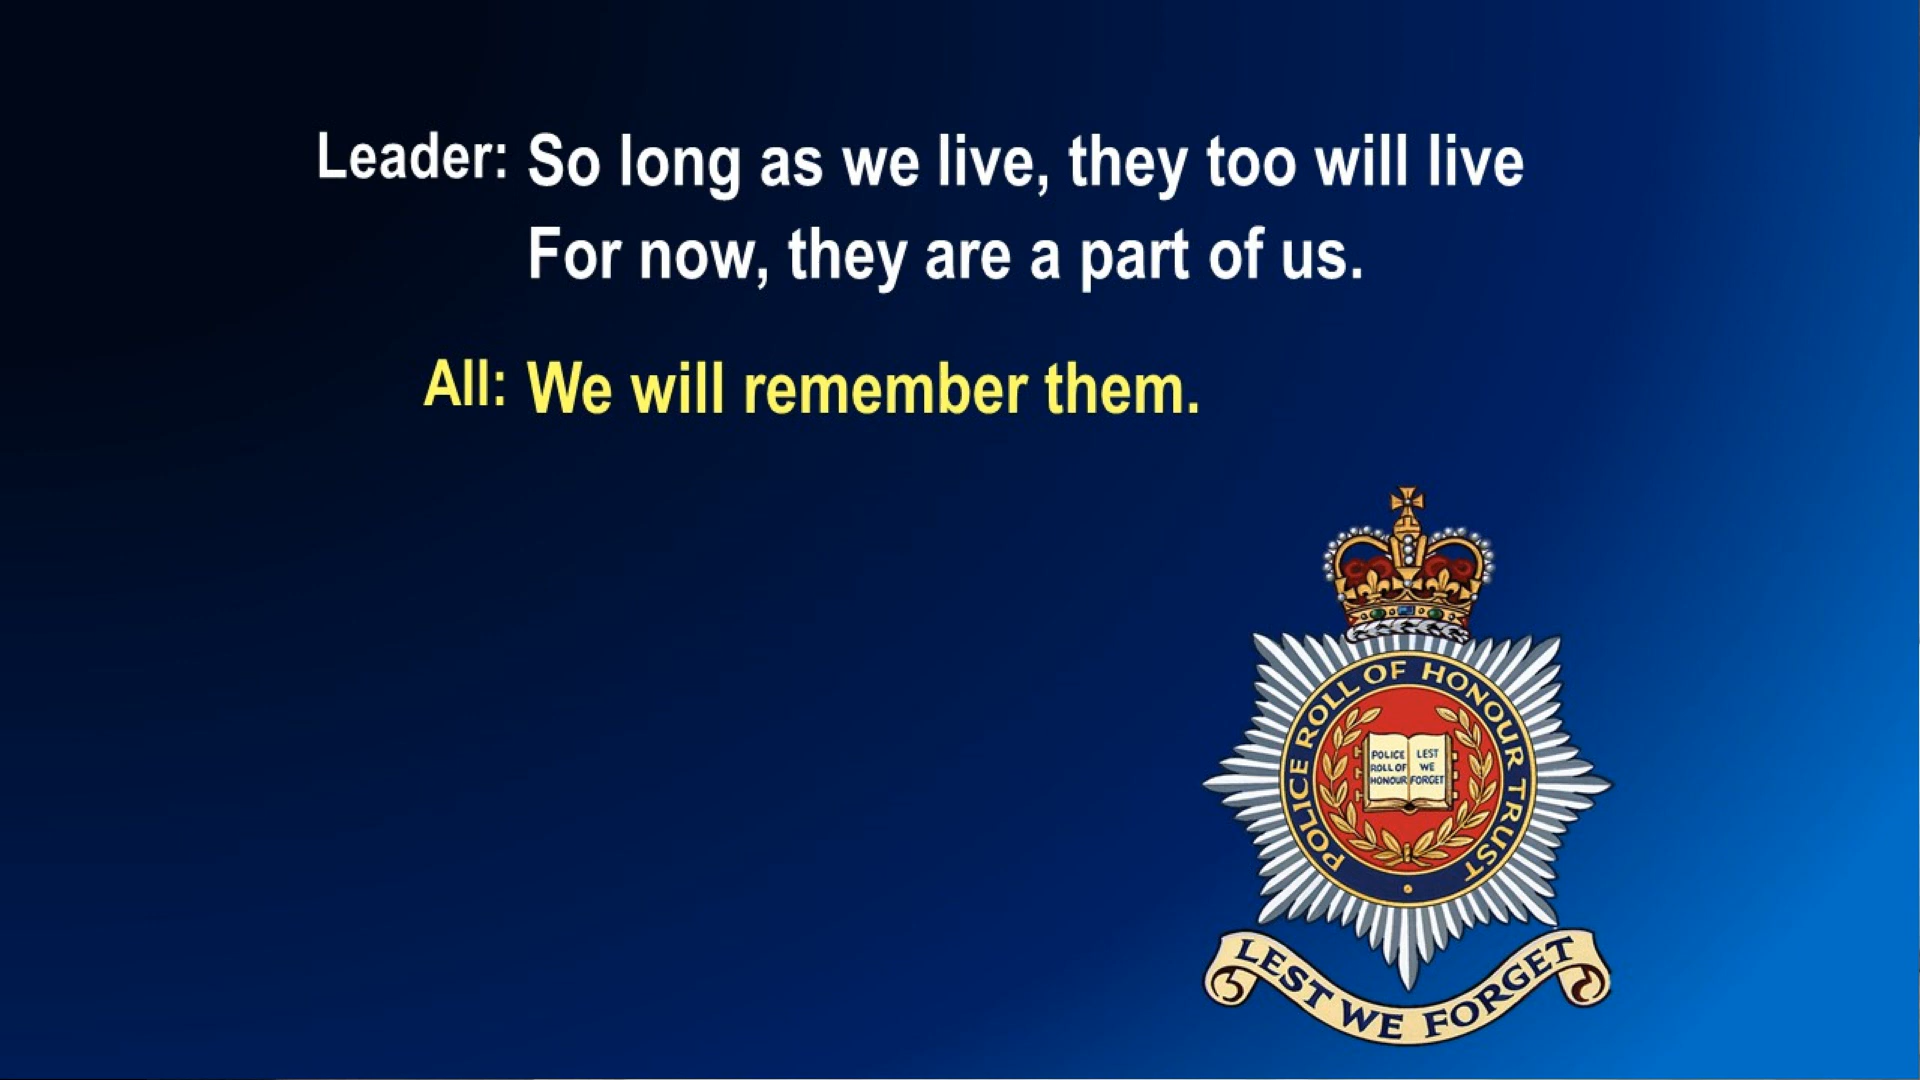 Leader: So long as we live, they too will live
For now, they are a part of us.
All: We will remember them.
POLICE ROLL OF HONOUR TRUST
POLICE LEST
ROLL OF WE
HONOUR FORGET
LEST WE FORGET